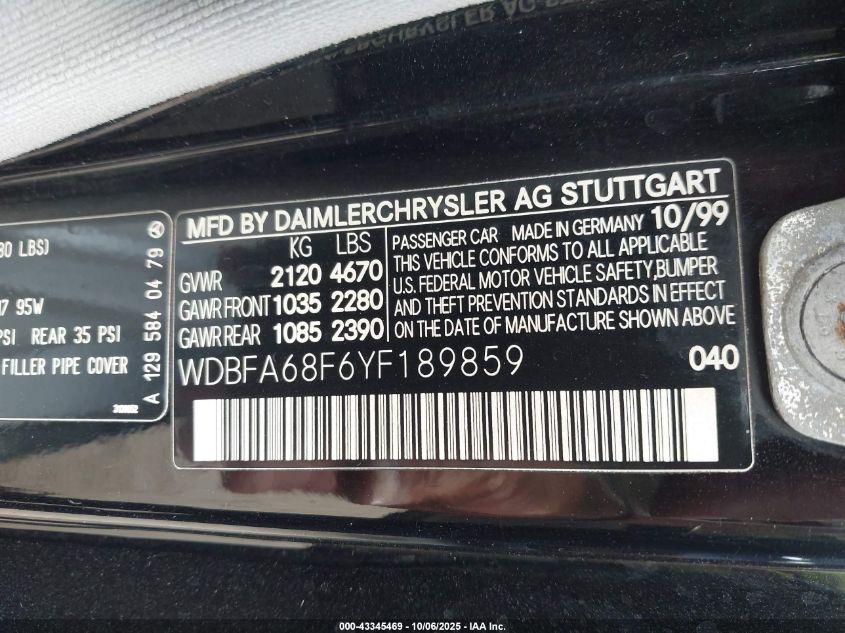 MFD BY DAIMLERCHRYSLER AG STUTTGART
KG LBS
GVWR 2120 4670
GAWR FRONT 1035 2280
GAWR REAR 1085 2390
PASSENGER CAR MADE IN GERMANY 10/99
THIS VEHICLE CONFORMS TO ALL APPLICABLE
U.S. FEDERAL MOTOR VEHICLE SAFETY, BUMPER
AND THEFT PREVENTION STANDARDS IN EFFECT
ON THE DATE OF MANUFACTURE SHOWN ABOVE
WDBFA68F6YF189859 040
80 LBS)
95W
PSI REAR 35 PSI
FILLER PIPE COVER
A 129 584 04 79
000-43345469 - 10/06/2025 - IAA Inc.